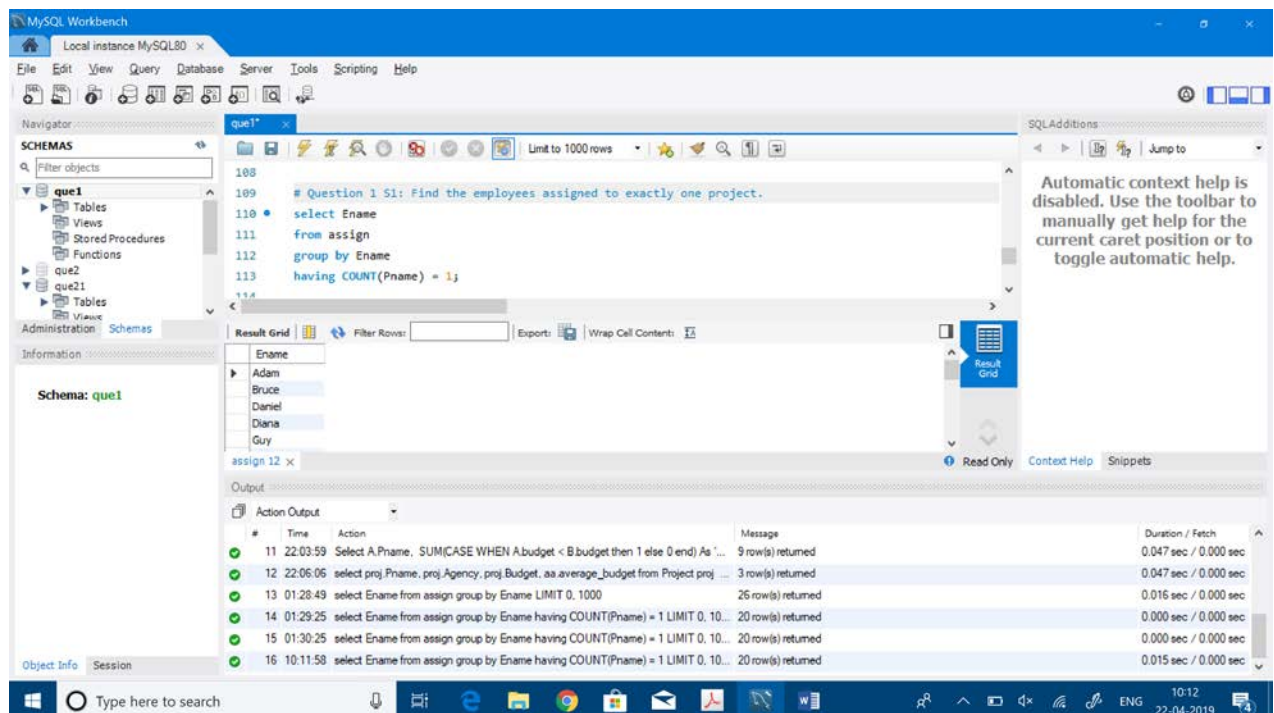 MySQL Workbench
Local instance MySQL80 ×
File Edit View Query Database Server Tools Scripting Help
Navigator
SCHEMAS
Filter objects
que1
Tables
Views
Stored Procedures
Functions
que2
que21
Tables
Views
Administration Schemas
Information
Schema: que1
Object Info Session
que1* ×
Limit to 1000 rows
108
109 # Question 1 S1: Find the employees assigned to exactly one project.
110 select Ename
111 from assign
112 group by Ename
113 having COUNT(Pname) = 1;
114
Result Grid Filter Rows: Export: Wrap Cell Content:
Ename
Adam
Bruce
Daniel
Diana
Guy
Result Grid
assign 12 × Read Only
SQLAdditions
Jump to
Automatic context help is
disabled. Use the toolbar to
manually get help for the
current caret position or to
toggle automatic help.
Context Help Snippets
Output
Action Output
# Time Action Message Duration / Fetch
11 22:03:59 Select A.Pname, SUM(CASE WHEN A.budget < B.budget then 1 else 0 end) As '... 9 row(s) returned 0.047 sec / 0.000 sec
12 22:06:06 select proj.Pname, proj.Agency, proj.Budget, aa.average_budget from Project proj ... 3 row(s) returned 0.047 sec / 0.000 sec
13 01:28:49 select Ename from assign group by Ename LIMIT 0, 1000 26 row(s) returned 0.016 sec / 0.000 sec
14 01:29:25 select Ename from assign group by Ename having COUNT(Pname) = 1 LIMIT 0, 10... 20 row(s) returned 0.000 sec / 0.000 sec
15 01:30:25 select Ename from assign group by Ename having COUNT(Pname) = 1 LIMIT 0, 10... 20 row(s) returned 0.000 sec / 0.000 sec
16 10:11:58 select Ename from assign group by Ename having COUNT(Pname) = 1 LIMIT 0, 10... 20 row(s) returned 0.015 sec / 0.000 sec
Type here to search
ENG
10:12
22-04-2019